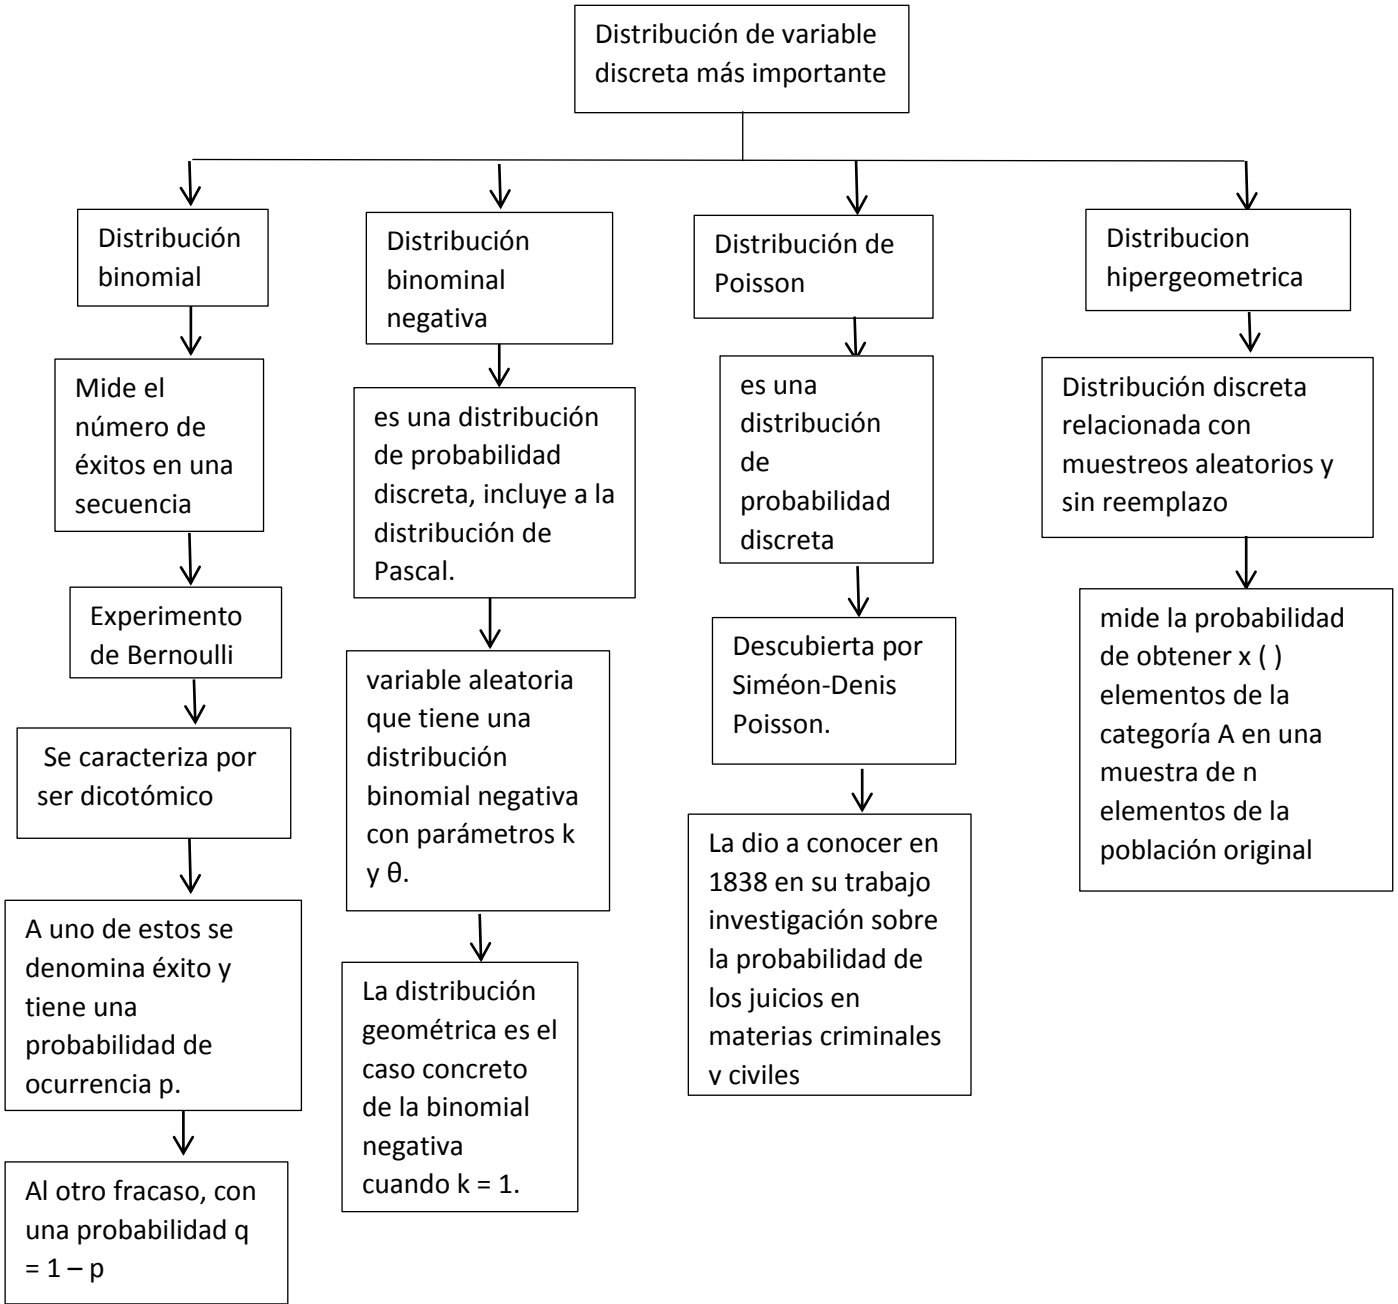 Distribución de variable
discreta más importante
Distribución
binomial
Mide el
número de
éxitos en una
secuencia
Experimento
de Bernoulli
Se caracteriza por
ser dicotómico
A uno de estos se
denomina éxito y
tiene una
probabilidad de
ocurrencia p.
Al otro fracaso, con
una probabilidad q
= 1 – p
Distribución
binominal
negativa
es una distribución
de probabilidad
discreta, incluye a la
distribución de
Pascal.
variable aleatoria
que tiene una
distribución
binomial negativa
con parámetros k
y θ.
La distribución
geométrica es el
caso concreto
de la binomial
negativa
cuando k = 1.
Distribución de
Poisson
es una
distribución
de
probabilidad
discreta
Descubierta por
Siméon-Denis
Poisson.
La dio a conocer en
1838 en su trabajo
investigación sobre
la probabilidad de
los juicios en
materias criminales
y civiles
Distribucion
hipergeometrica
Distribución discreta
relacionada con
muestreos aleatorios y
sin reemplazo
mide la probabilidad
de obtener x ( )
elementos de la
categoría A en una
muestra de n
elementos de la
población original